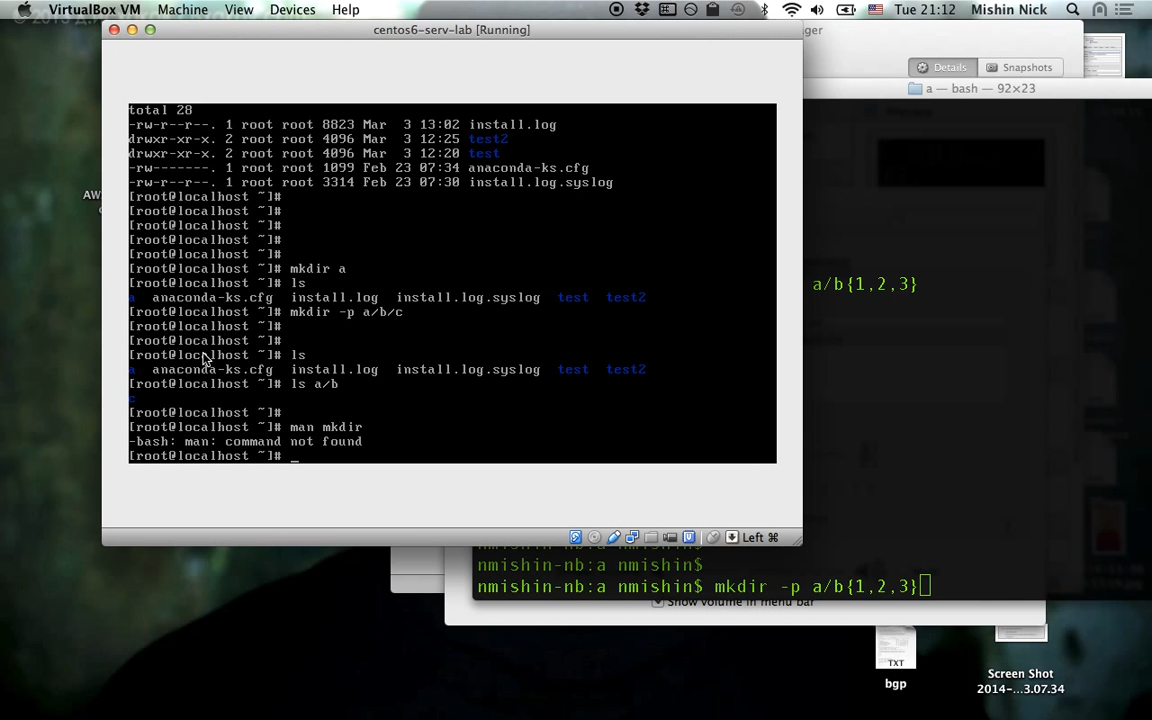 VirtualBox VM Machine View Devices Help Tue 21:12 Mishin Nick
centos6-serv-lab [Running]
ger
Details Snapshots
a — bash — 92×23
total 28
-rw-r--r--. 1 root root 8823 Mar  3 13:02 install.log
drwxr-xr-x. 2 root root 4096 Mar  3 12:25 test2
drwxr-xr-x. 2 root root 4096 Mar  3 12:20 test
-rw-------. 1 root root 1099 Feb 23 07:34 anaconda-ks.cfg
-rw-r--r--. 1 root root 3314 Feb 23 07:30 install.log.syslog
[root@localhost ~]#
[root@localhost ~]#
[root@localhost ~]#
[root@localhost ~]#
[root@localhost ~]#
[root@localhost ~]# mkdir a
[root@localhost ~]# ls
a  anaconda-ks.cfg  install.log  install.log.syslog  test  test2
[root@localhost ~]# mkdir -p a/b/c
[root@localhost ~]#
[root@localhost ~]#
[root@localhost ~]# ls
a  anaconda-ks.cfg  install.log  install.log.syslog  test  test2
[root@localhost ~]# ls a/b
c
[root@localhost ~]#
[root@localhost ~]# man mkdir
-bash: man: command not found
[root@localhost ~]# _
Left ⌘
a/b{1,2,3}
nmishin-nb:a nmishin$
nmishin-nb:a nmishin$
nmishin-nb:a nmishin$ mkdir -p a/b{1,2,3}
Show volume in menu bar
AW
TXT
bgp
Screen Shot
2014-...3.07.34